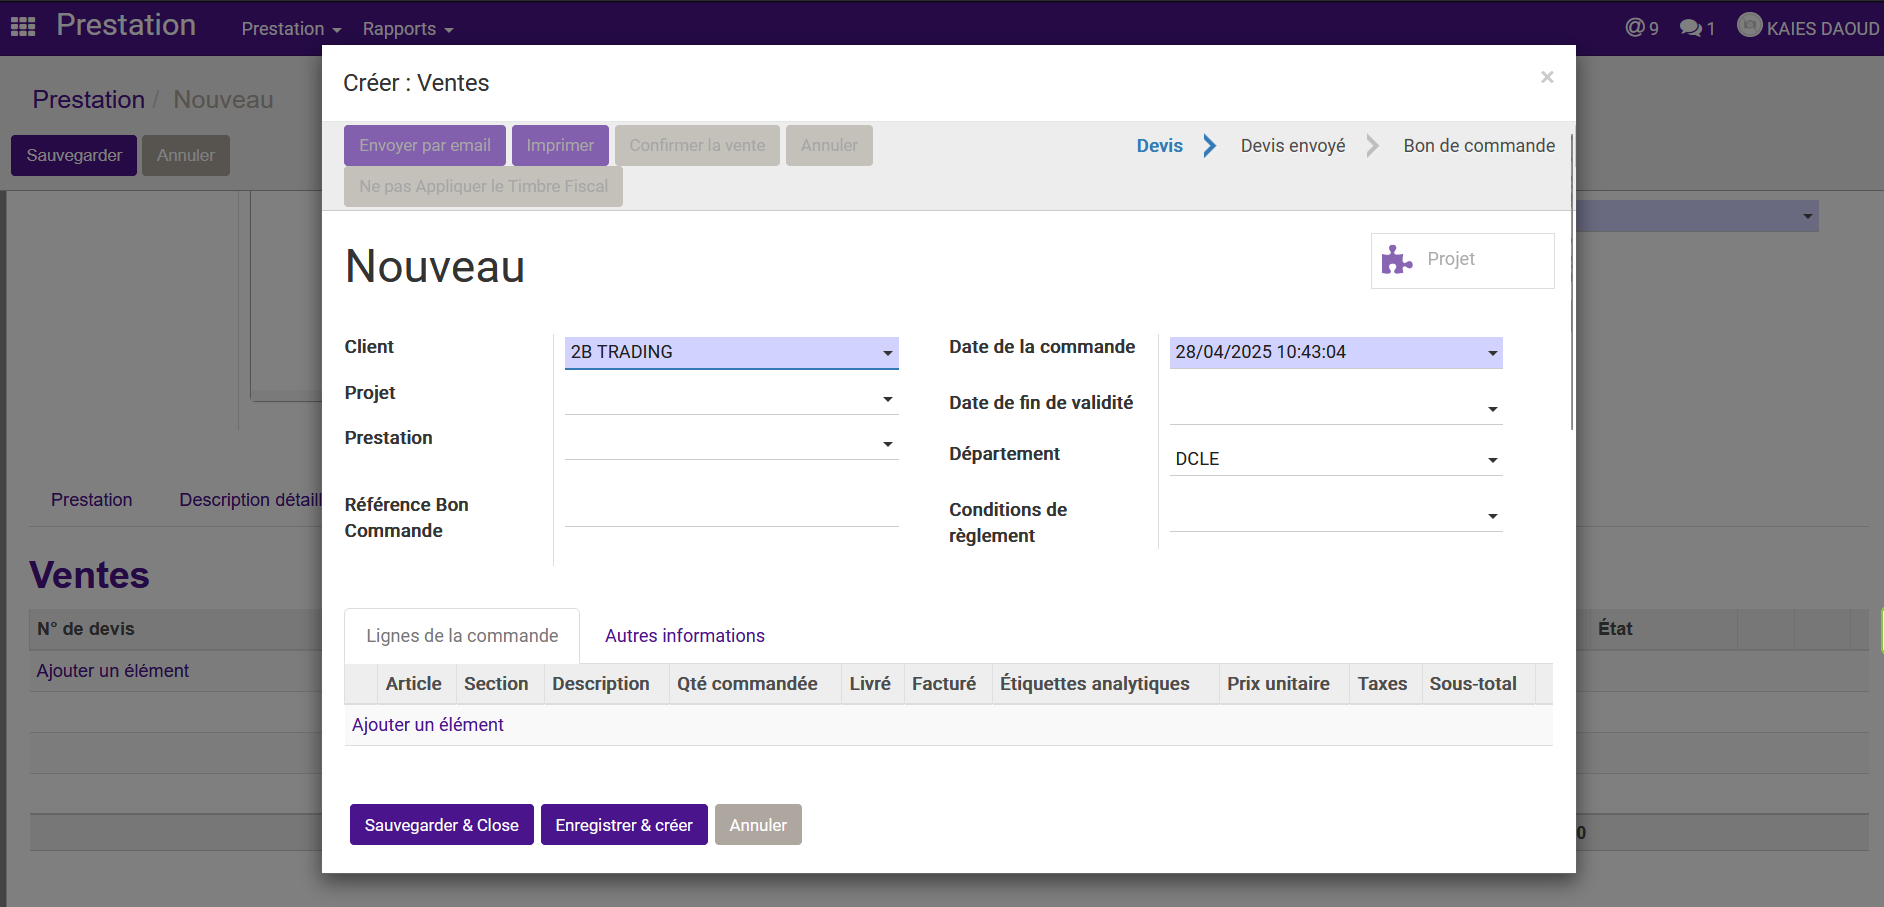 Prestation
Prestation
Rapports
@ 9
1
KAIES DAOUD
Prestation / Nouveau
Sauvegarder
Annuler
Créer : Ventes
×
Envoyer par email
Imprimer
Confirmer la vente
Annuler
Ne pas Appliquer le Timbre Fiscal
Devis
Devis envoyé
Bon de commande
Nouveau
Projet
Client
2B TRADING
Projet
Prestation
Référence Bon
Commande
Date de la commande
28/04/2025 10:43:04
Date de fin de validité
Département
DCLE
Conditions de
règlement
Prestation
Description détaill
Ventes
N° de devis
État
Ajouter un élément
0
Lignes de la commande
Autres informations
Article Section Description Qté commandée Livré Facturé Étiquettes analytiques Prix unitaire Taxes Sous-total
Ajouter un élément
Sauvegarder & Close
Enregistrer & créer
Annuler